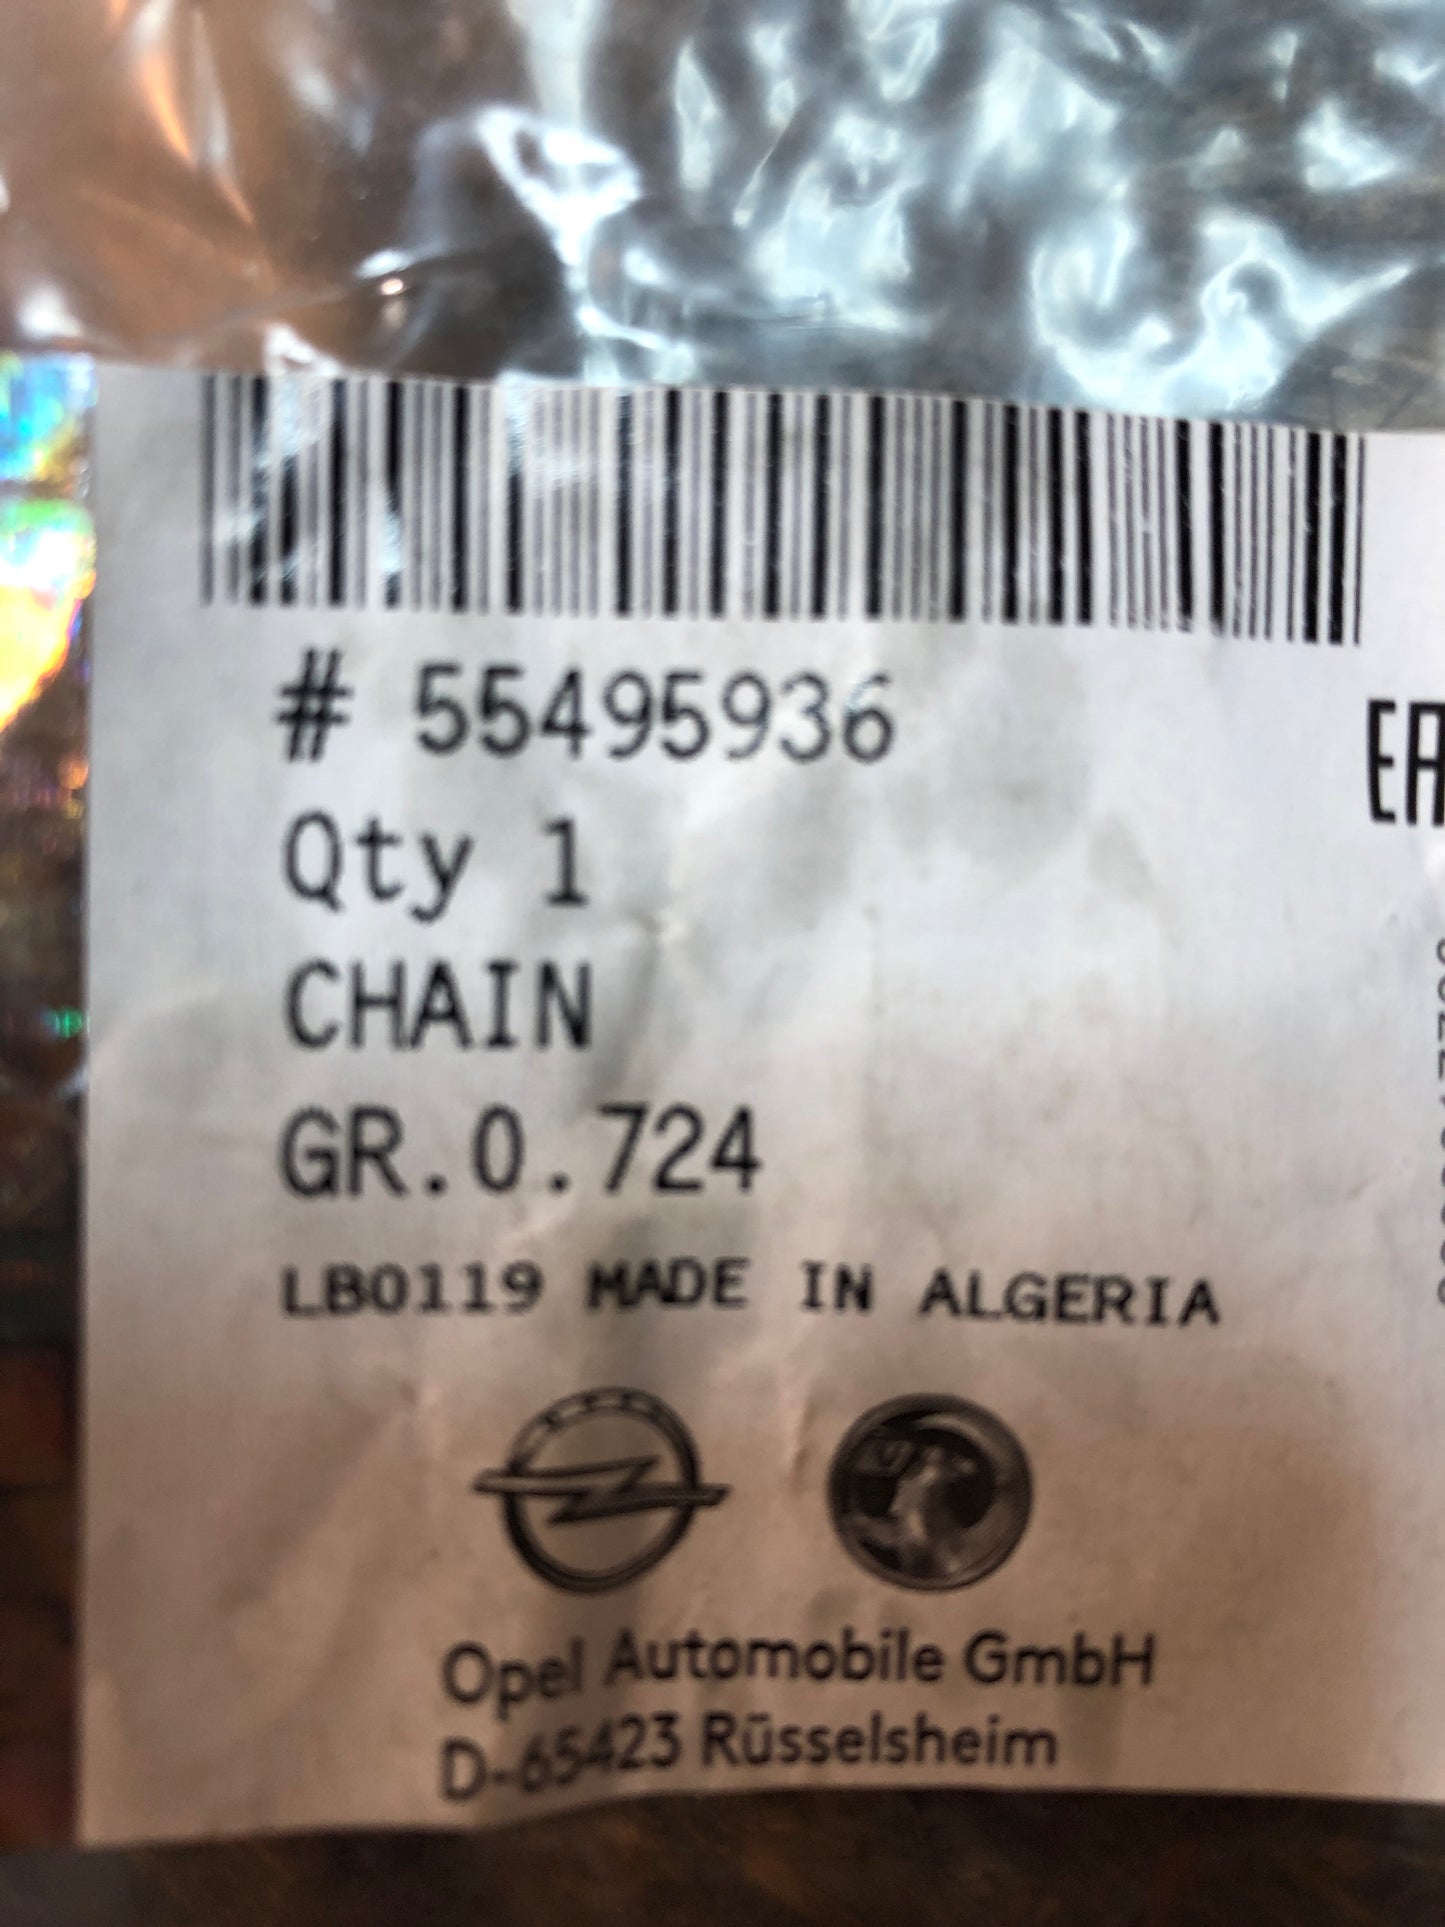 # 55495936
Qty 1
CHAIN
GR.0.724
LB0119 MADE IN ALGERIA
Opel Automobile GmbH
D-65423 Rüsselsheim